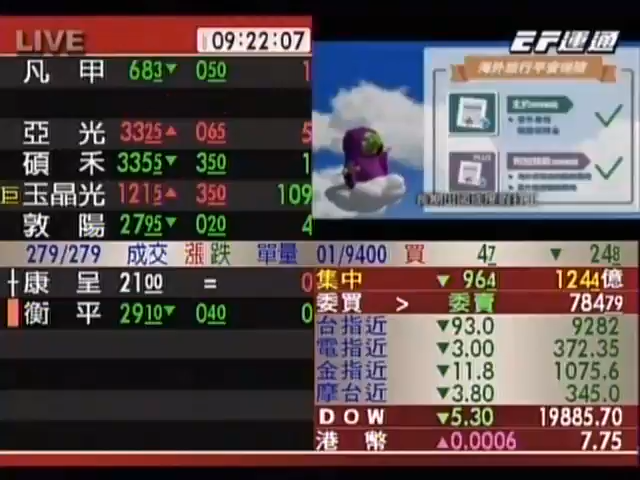 LIVE
09:22:07
EF運通
凡甲 683▼ 050 1
海外旅行平安保險
亞光 3325▲ 065 5
碩禾 3355▼ 350 1
巨 玉晶光 1215▲ 350 109
PLUS
敦陽 2795▼ 020 4
279/279 成交 漲跌 單量
01/9400 買 47 ▼ 248
康呈 2100 = 0
衡平 2910▼ 040 0
集中 ▼ 964 1244億
委買 > 委賣 78479
台指近 ▼93.0 9282
電指近 ▼3.00 372.35
金指近 ▼11.8 1075.6
摩台近 ▼3.80 345.0
DOW ▼5.30 19885.70
港幣 ▲0.0006 7.75